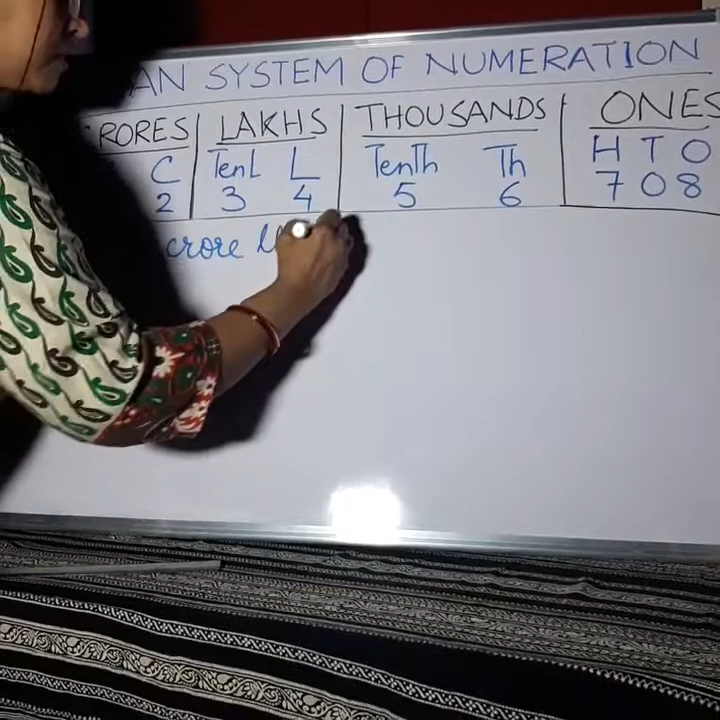 AN SYSTEM OF NUMERATION
RORES LAKHS THOUSANDS ONES
C TenL L TenTh Th H T O
2 3 4 5 6 7 0 8
crore